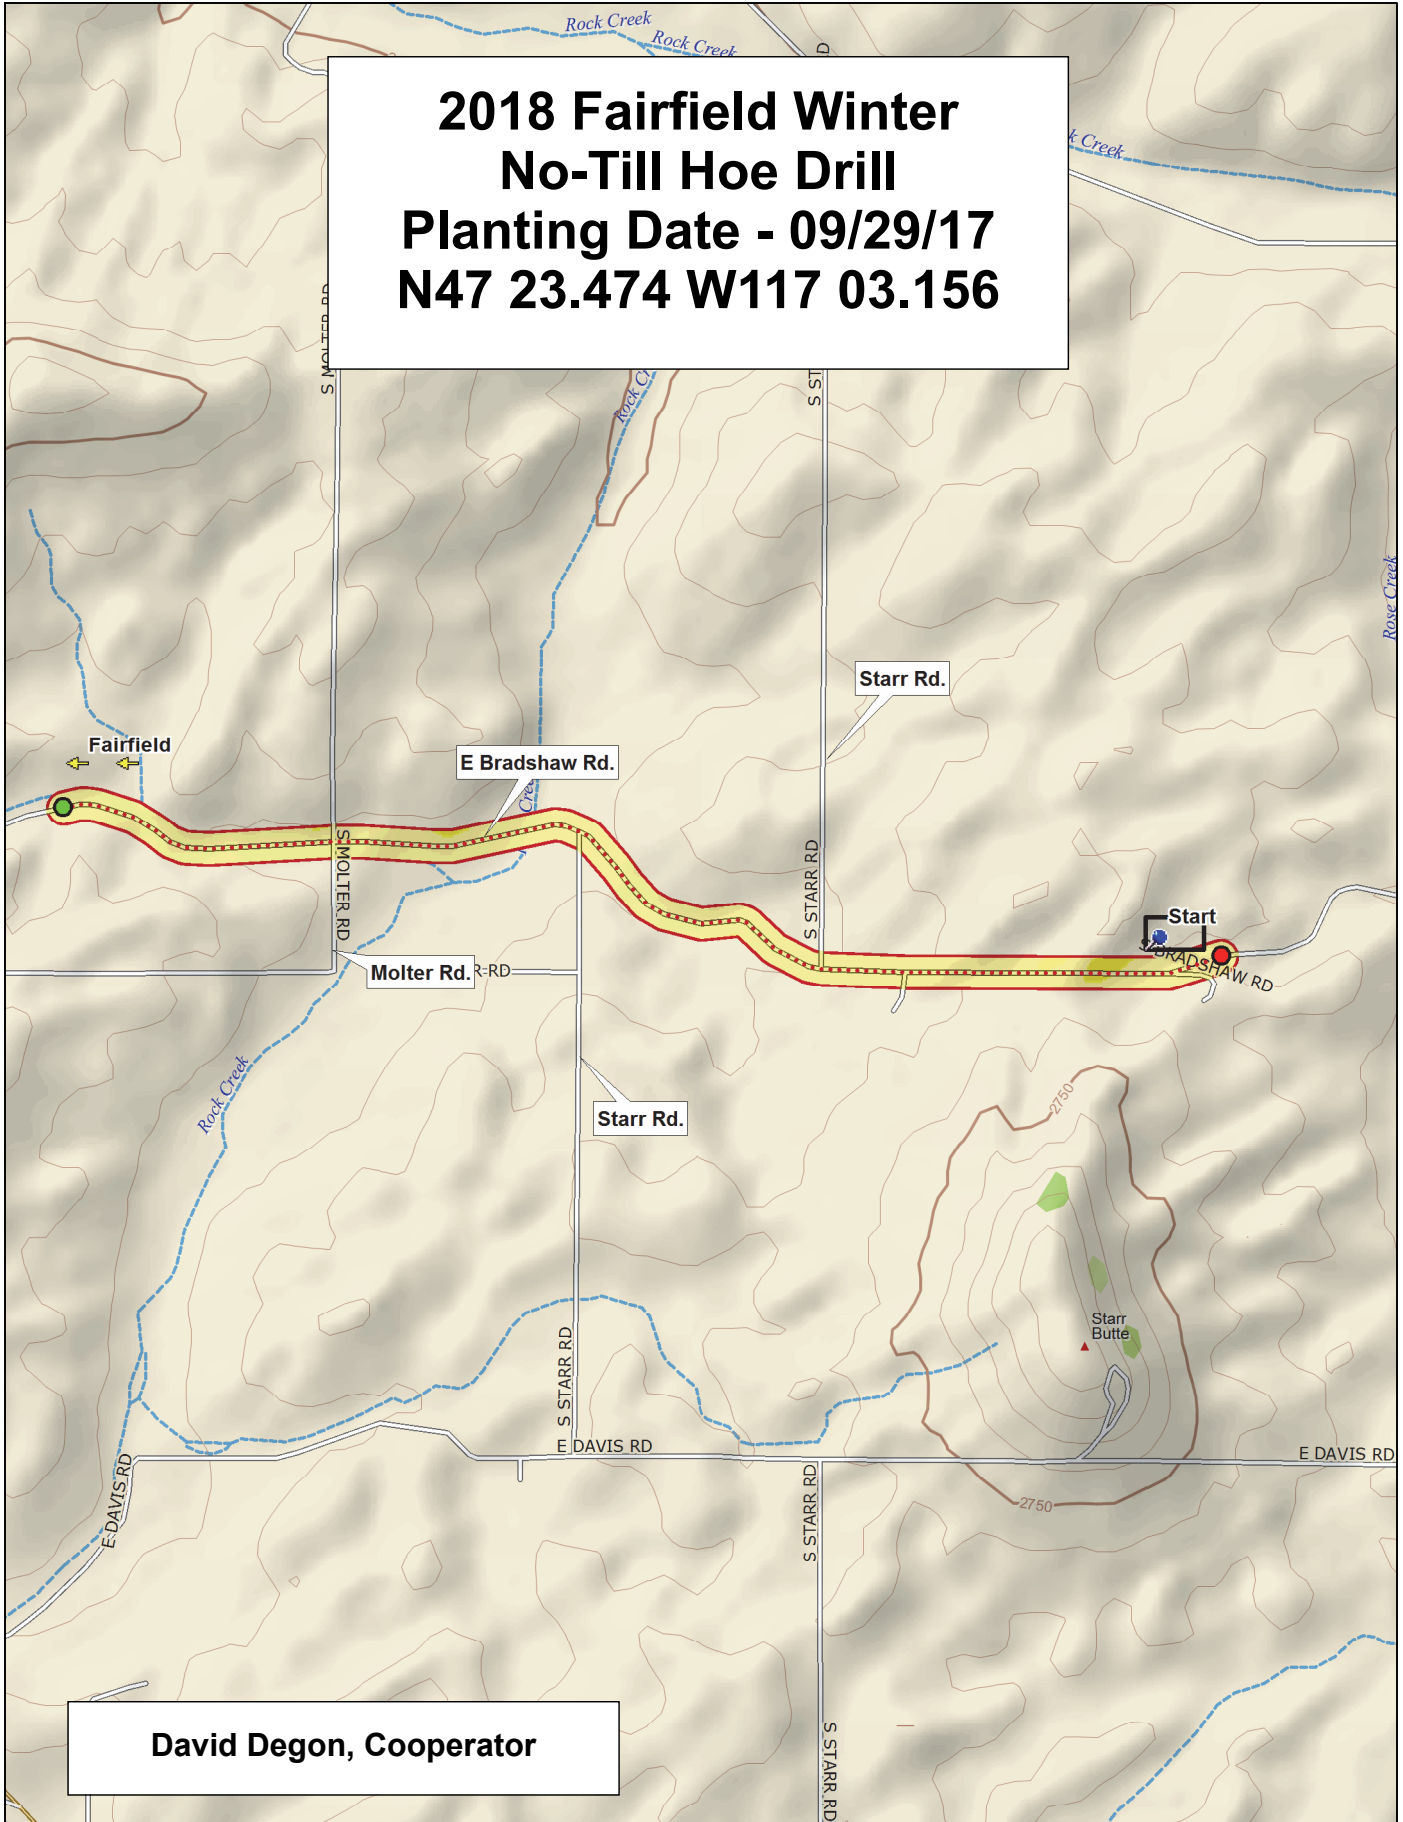 Rock Creek
Rock Creek
D
k Creek
2018 Fairfield Winter
No-Till Hoe Drill
Planting Date - 09/29/17
N47 23.474 W117 03.156
S MOLTER RD
S ST
Rock Cr
Rose Creek
Starr Rd.
Fairfield
E Bradshaw Rd.
Cree
S MOLTER RD
S STARR RD
Start
S BRADSHAW RD
Molter Rd.
R RD
Rock Creek
Starr Rd.
2750
Starr
Butte
S STARR RD
E DAVIS RD
E DAVIS RD
E DAVIS RD
S STARR RD
2750
S STARR RD
David Degon, Cooperator